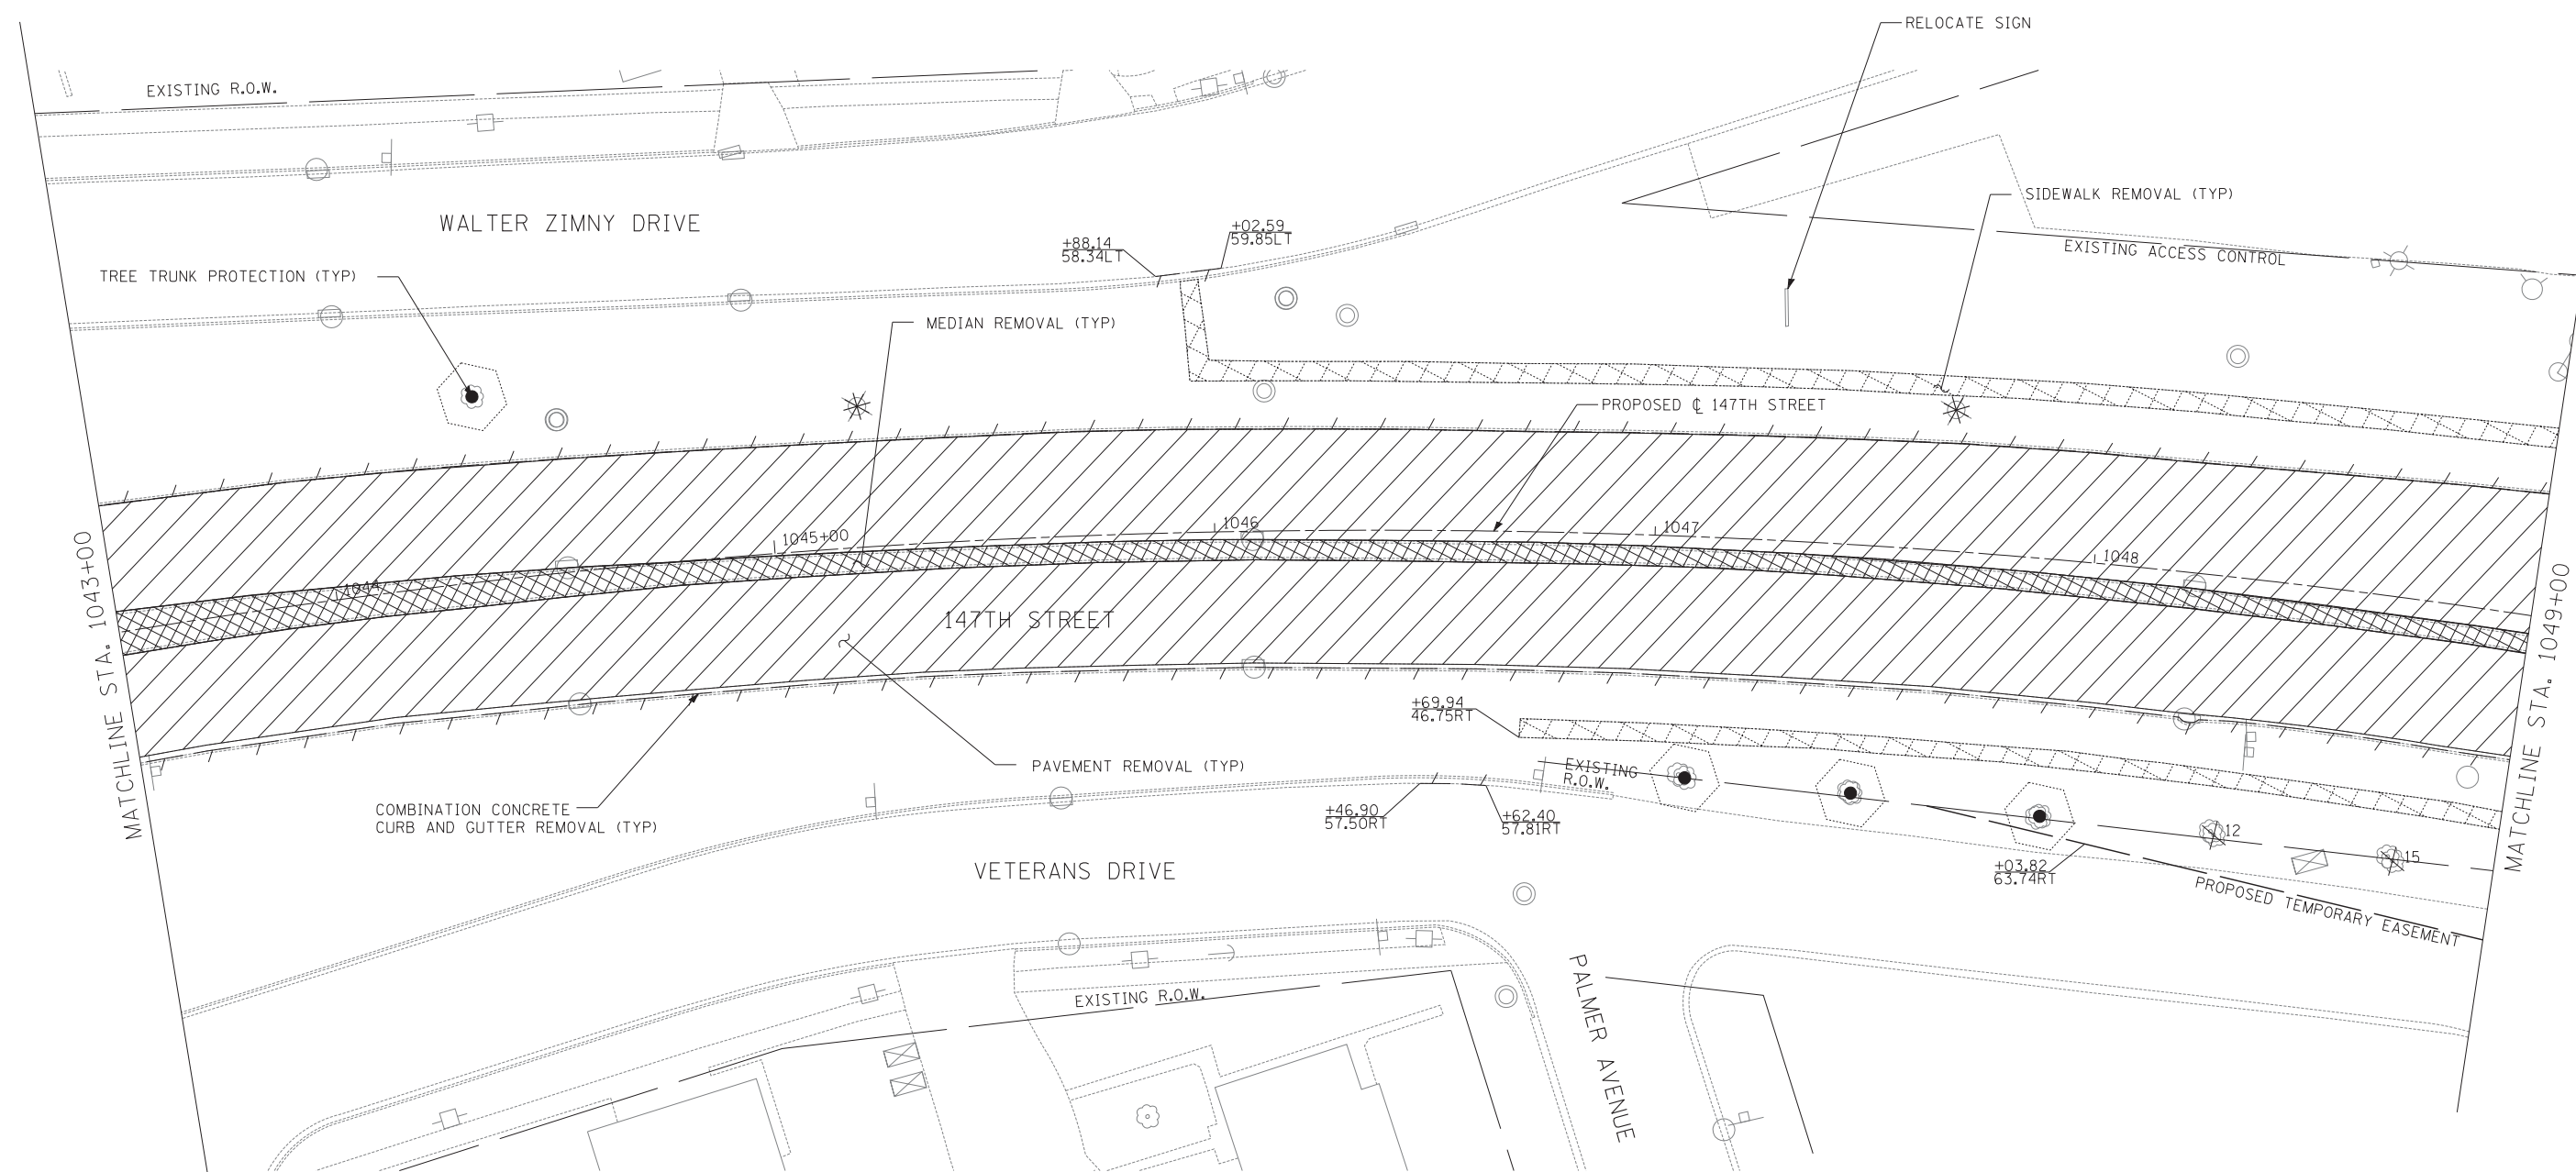 RELOCATE SIGN
EXISTING R.O.W.
SIDEWALK REMOVAL (TYP)
WALTER ZIMNY DRIVE
+88.14
58.34LT
+02.59
59.85LT
EXISTING ACCESS CONTROL
TREE TRUNK PROTECTION (TYP)
MEDIAN REMOVAL (TYP)
PROPOSED ℄ 147TH STREET
1044
1045+00
1046
1047
1048
MATCHLINE STA. 1043+00
147TH STREET
MATCHLINE STA. 1049+00
+69.94
46.75RT
PAVEMENT REMOVAL (TYP)
EXISTING
R.O.W.
COMBINATION CONCRETE
CURB AND GUTTER REMOVAL (TYP)
+46.90
57.50RT
+62.40
57.81RT
12
15
VETERANS DRIVE
+03.82
63.74RT
PROPOSED TEMPORARY EASEMENT
EXISTING R.O.W.
PALMER AVENUE